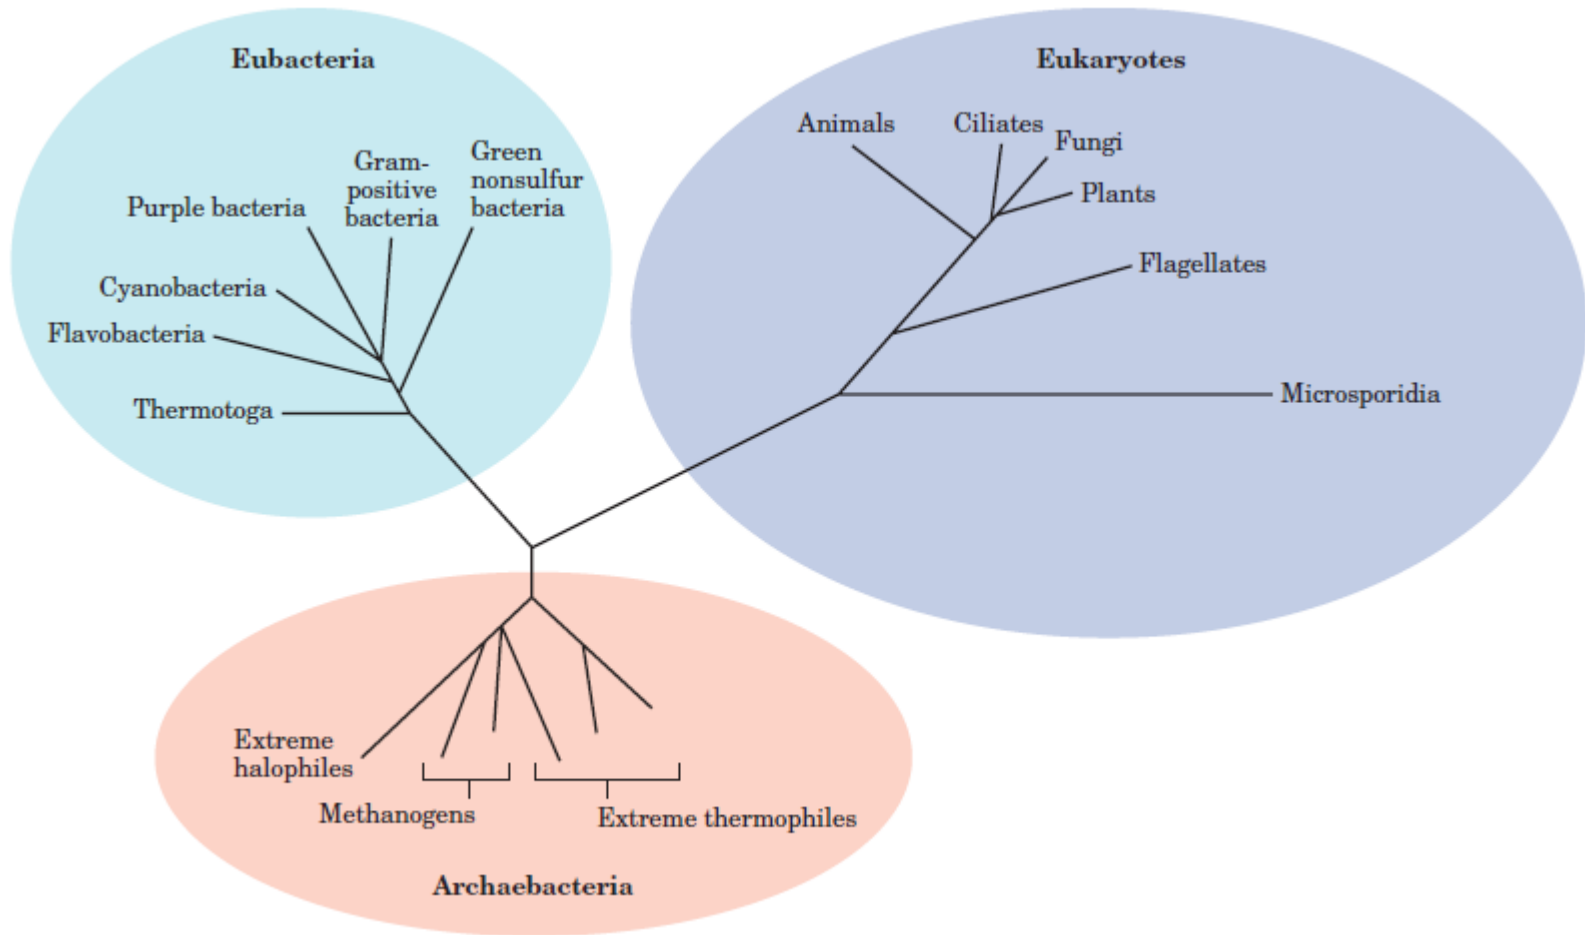 Eubacteria
Green
nonsulfur
bacteria
Gram-
positive
bacteria
Purple bacteria
Cyanobacteria
Flavobacteria
Thermotoga
Eukaryotes
Animals
Ciliates
Fungi
Plants
Flagellates
Microsporidia
Extreme
halophiles
Methanogens
Extreme thermophiles
Archaebacteria